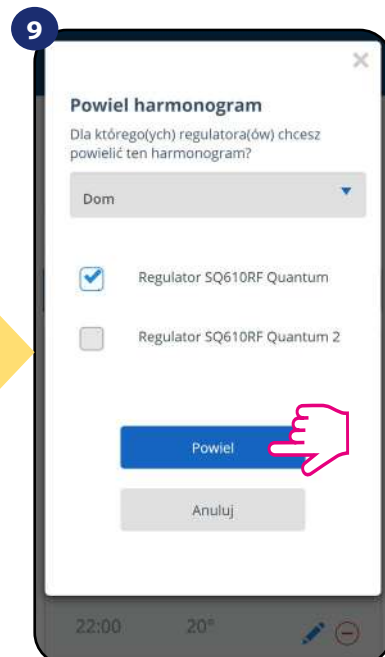 9
Powiel harmonogram
Dla którego(ych) regulatora(ów) chcesz
powielić ten harmonogram?
Dom
Regulator SQ610RF Quantum
Regulator SQ610RF Quantum 2
Powiel
Anuluj
22:00 20°